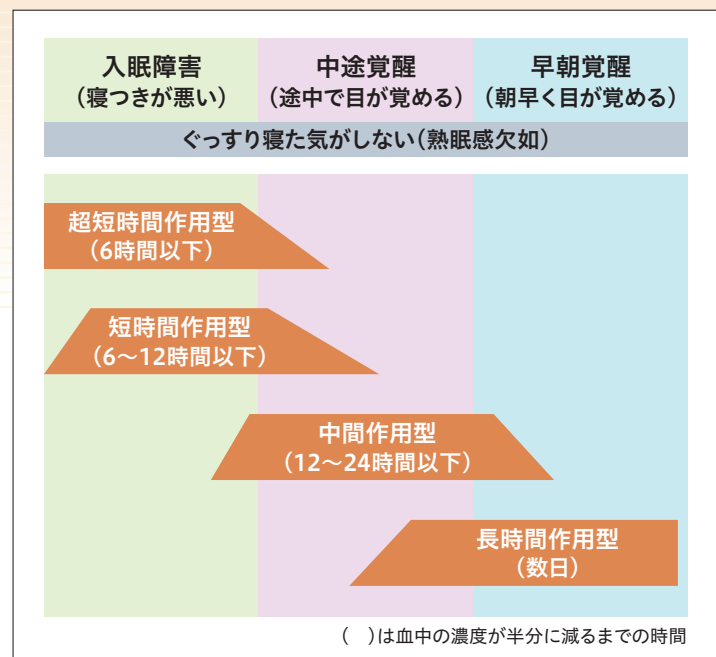 入眠障害
（寝つきが悪い）
中途覚醒
（途中で目が覚める）
早朝覚醒
（朝早く目が覚める）
ぐっすり寝た気がしない（熟眠感欠如）
超短時間作用型
（6時間以下）
短時間作用型
（6〜12時間以下）
中間作用型
（12〜24時間以下）
長時間作用型
（数日）
（　）は血中の濃度が半分に減るまでの時間